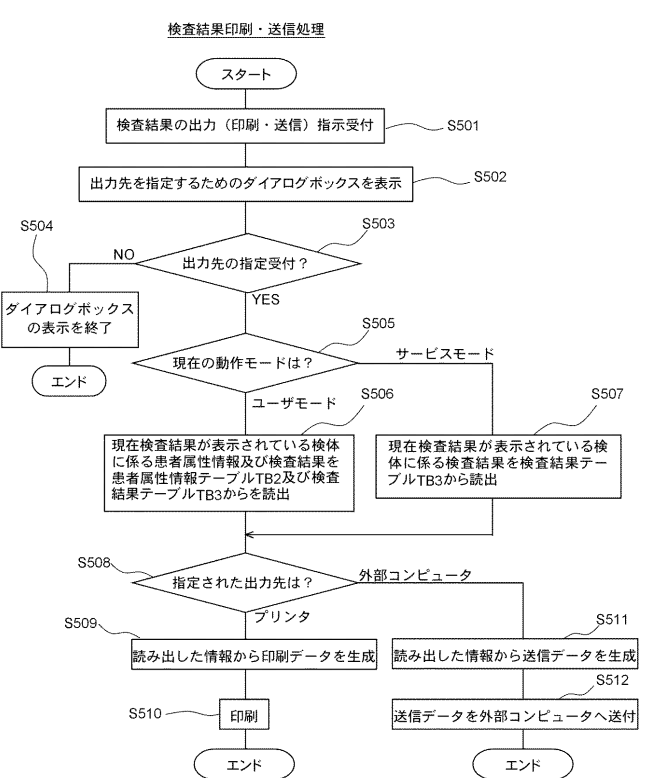 検査結果印刷・送信処理
スタート
検査結果の出力（印刷・送信）指示受付
S501
出力先を指定するためのダイアログボックスを表示
S502
S503
出力先の指定受付？
NO
YES
S504
ダイアログボックス
の表示を終了
エンド
S505
現在の動作モードは？
サービスモード
ユーザモード
S506
現在検査結果が表示されている検体
に係る患者属性情報及び検査結果を
患者属性情報テーブルTB2及び検査
結果テーブルTB3からを読出
S507
現在検査結果が表示されている検
体に係る検査結果を検査結果テー
ブルTB3から読出
S508
指定された出力先は？
外部コンピュータ
プリンタ
S509
読み出した情報から印刷データを生成
S510
印刷
エンド
S511
読み出した情報から送信データを生成
S512
送信データを外部コンピュータへ送付
エンド